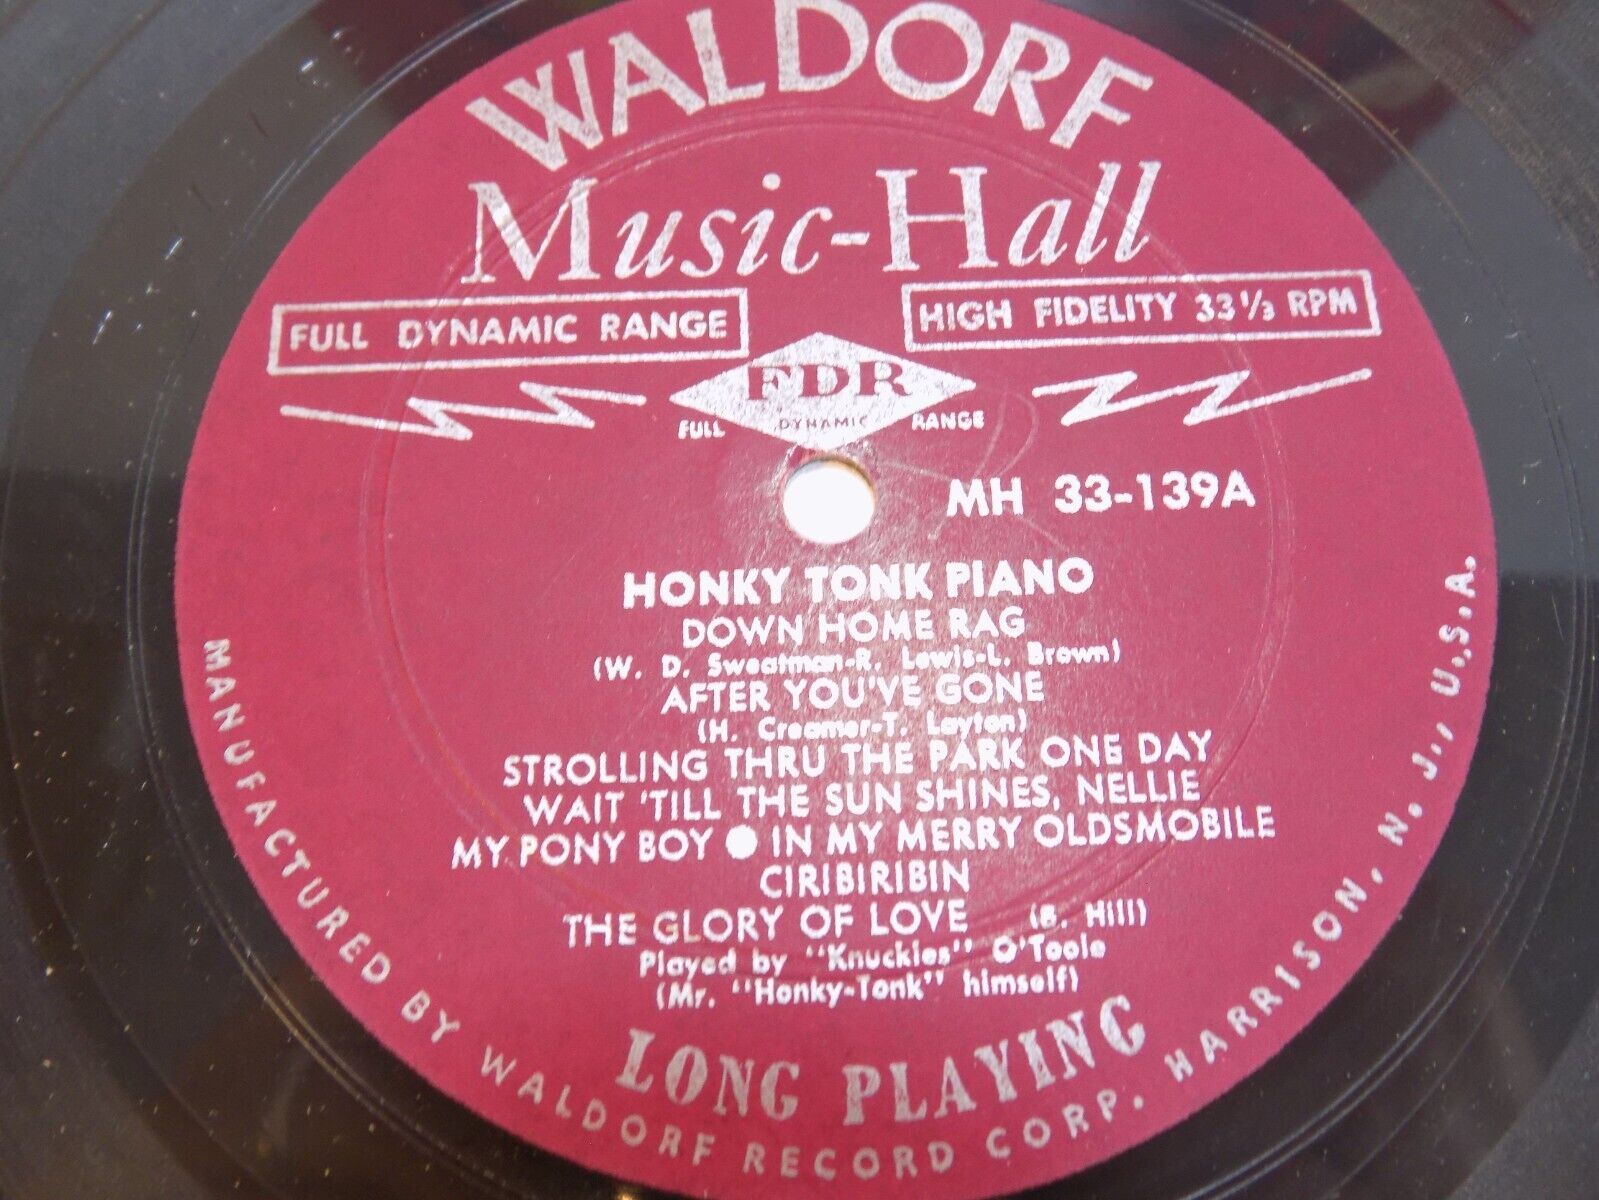 WALDORF
Music-Hall
FULL DYNAMIC RANGE
HIGH FIDELITY 33 1/3 RPM
FDR
FULL DYNAMIC RANGE
MH 33-139A
HONKY TONK PIANO
DOWN HOME RAG
(W. D. Sweatman-R. Lewis-L. Brown)
AFTER YOU'VE GONE
(H. Creamer-T. Layton)
STROLLING THRU THE PARK ONE DAY
WAIT 'TILL THE SUN SHINES, NELLIE
MY PONY BOY ● IN MY MERRY OLDSMOBILE
CIRIBIRIBIN
THE GLORY OF LOVE (B. Hill)
Played by "Knuckles" O'Toole
(Mr. "Honky-Tonk" himself)
LONG PLAYING
MANUFACTURED BY WALDORF RECORD CORP. HARRISON, N. J., U.S.A.